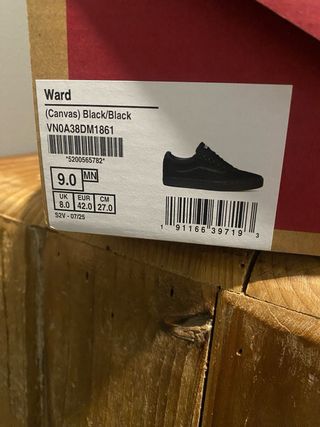 Ward
(Canvas) Black/Black
VN0A38DM1861
*5200565782*
9.0 MN
UK EUR CM
8.0 42.0 27.0
S2V - 07/25
1 91166 39719 3